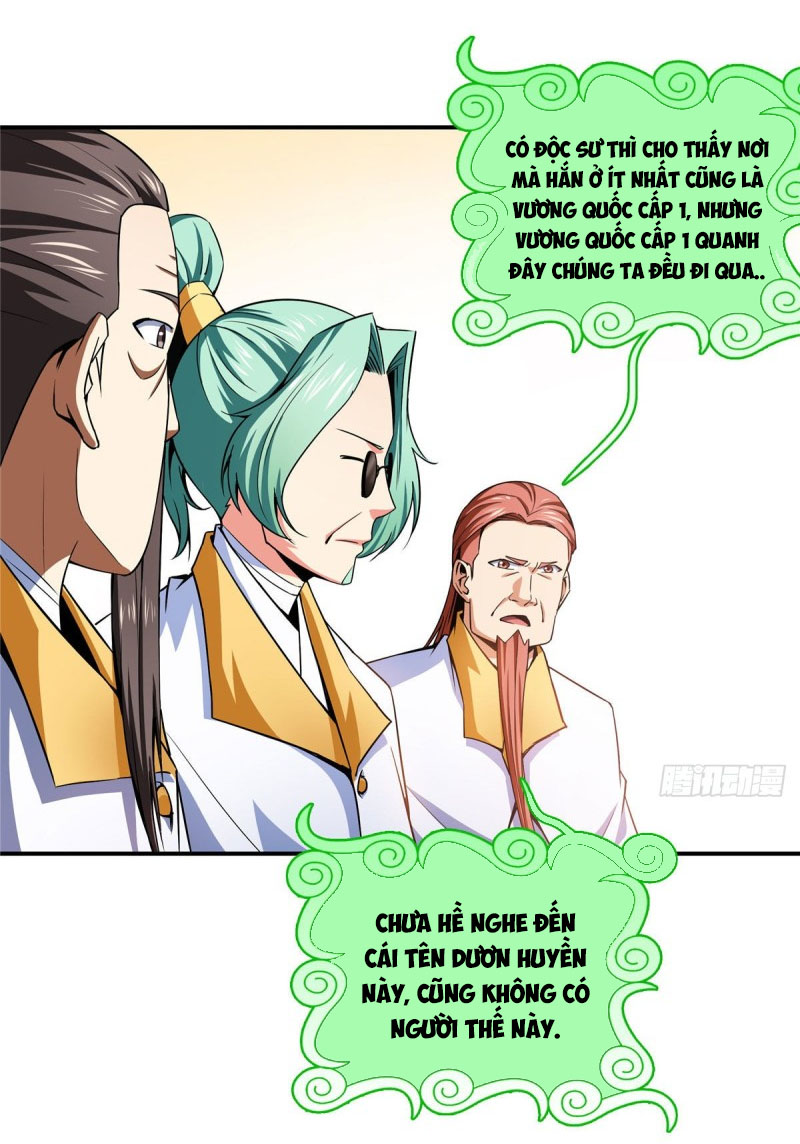 CÓ ĐỘC SƯ THÌ CHO THẤY NƠI
MÀ HẮN Ở ÍT NHẤT CŨNG LÀ
VƯƠNG QUỐC CẤP 1, NHƯNG
VƯƠNG QUỐC CẤP 1 QUANH
ĐÂY CHÚNG TA ĐỀU ĐI QUA..
腾讯动漫
CHƯA HỀ NGHE ĐẾN
CÁI TÊN DƯƠN HUYỀN
NÀY, CŨNG KHÔNG CÓ
NGƯỜI THẾ NÀY.